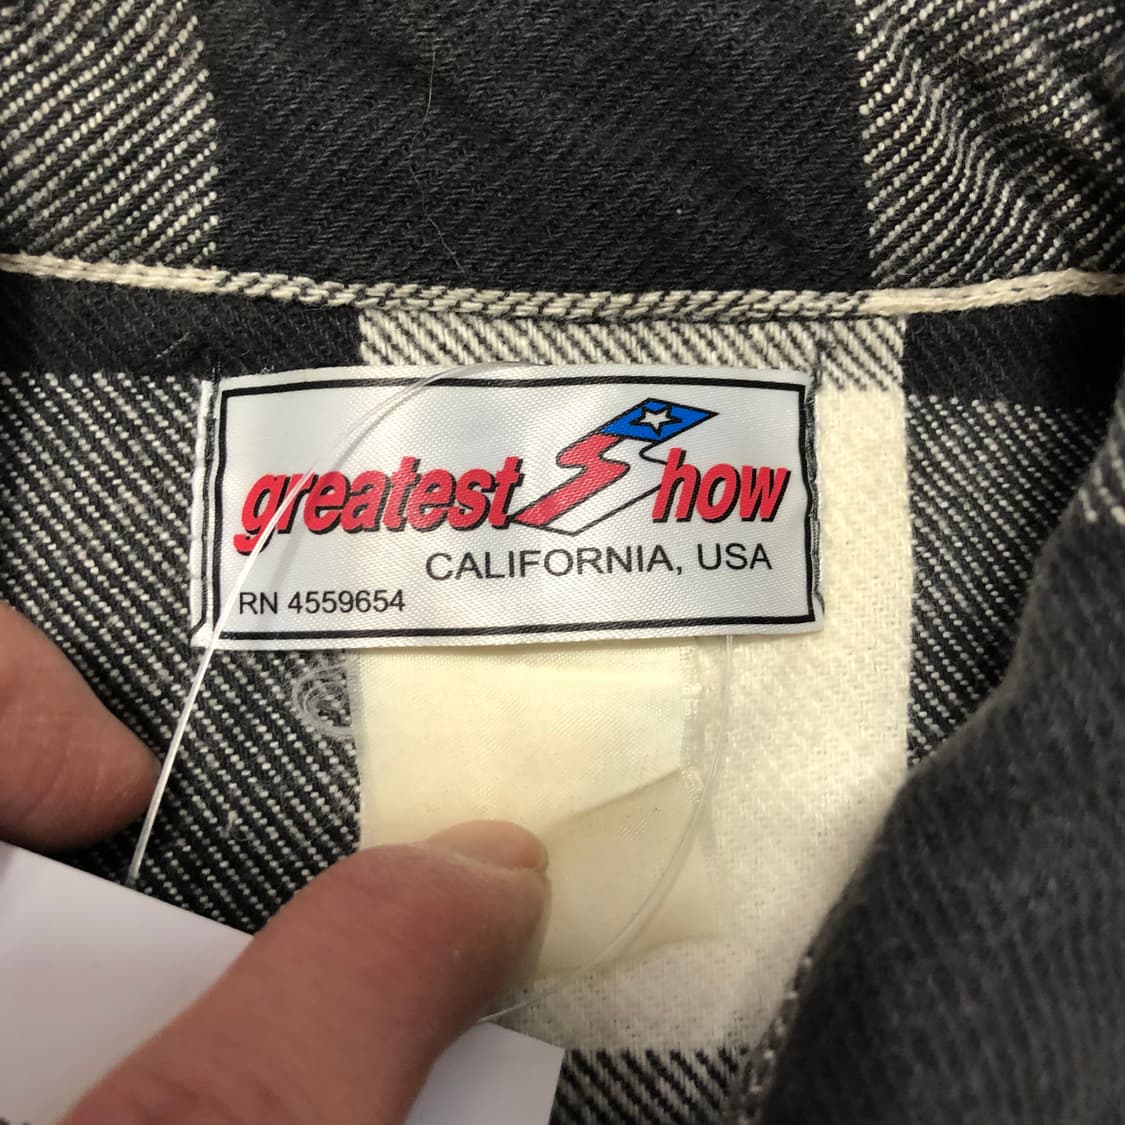 greatest Show
CALIFORNIA, USA
RN 4559654